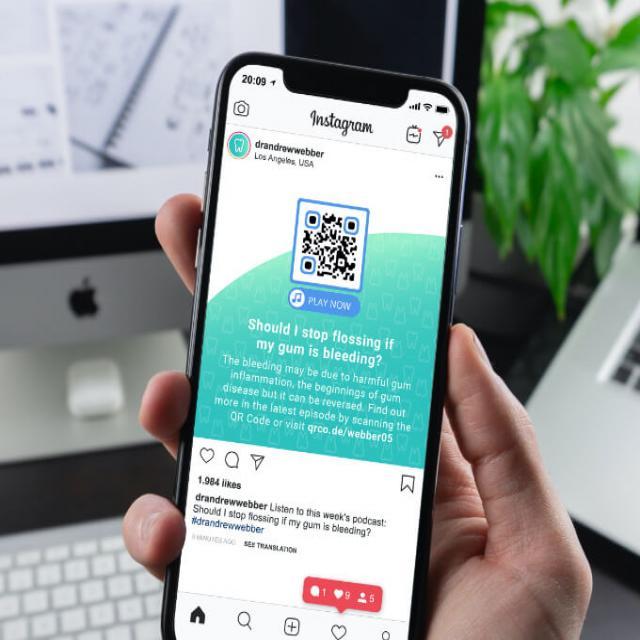 20:09
Instagram
1
drandrewwebber
Los Angeles, USA
PLAY NOW
Should I stop flossing if
my gum is bleeding?
The bleeding may be due to harmful gum
inflammation, the beginnings of gum
disease but it can be reversed. Find out
more in the latest episode by scanning the
QR Code or visit qrco.de/webber05
1.984 likes
drandrewwebber Listen to this week's podcast:
Should I stop flossing if my gum is bleeding?
#drandrewwebber
MINUTES AGO SEE TRANSLATION
1 9 5